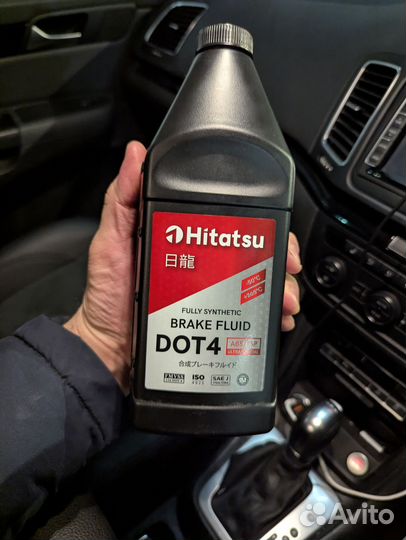 Hitatsu
日龍
FULLY SYNTHETIC
BRAKE FLUID
DOT4
ABS/ESP
合成ブレーキフルイド
FMVSS
ISO
4925
SAE J
Avito